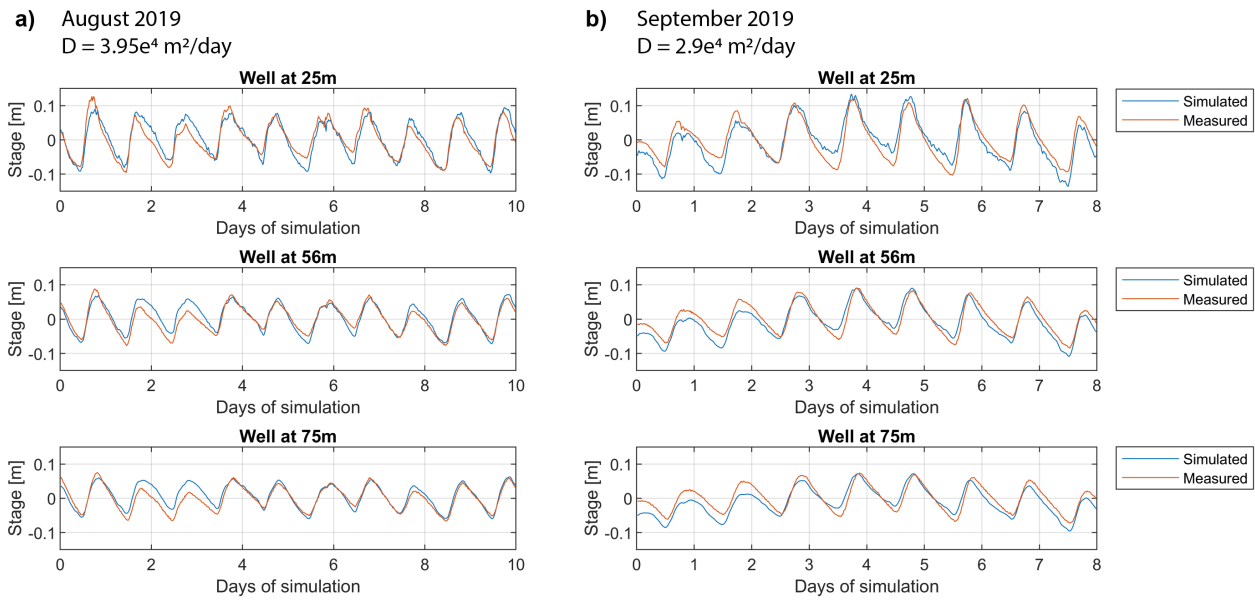 a) August 2019
D = 3.95e⁴ m²/day
Well at 25m
0.1
0
-0.1
Stage [m]
0 2 4 6 8 10
Days of simulation
Well at 56m
0.1
0
-0.1
Stage [m]
0 2 4 6 8 10
Days of simulation
Well at 75m
0.1
0
-0.1
Stage [m]
0 2 4 6 8 10
Days of simulation
b) September 2019
D = 2.9e⁴ m²/day
Well at 25m
0.1
0
-0.1
Stage [m]
0 1 2 3 4 5 6 7 8
Days of simulation
Simulated
Measured
Well at 56m
0.1
0
-0.1
Stage [m]
0 1 2 3 4 5 6 7 8
Days of simulation
Simulated
Measured
Well at 75m
0.1
0
-0.1
Stage [m]
0 1 2 3 4 5 6 7 8
Days of simulation
Simulated
Measured